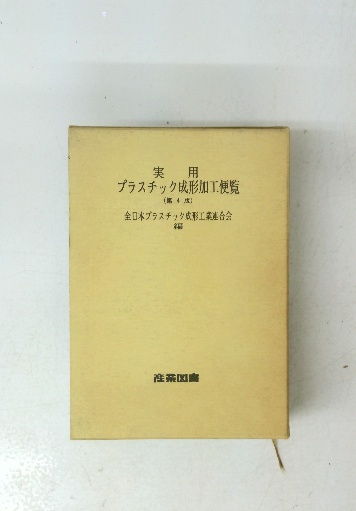 実用
プラスチック成形加工便覧
(第4版)
全日本プラスチック成形工業連合会
編
産業図書